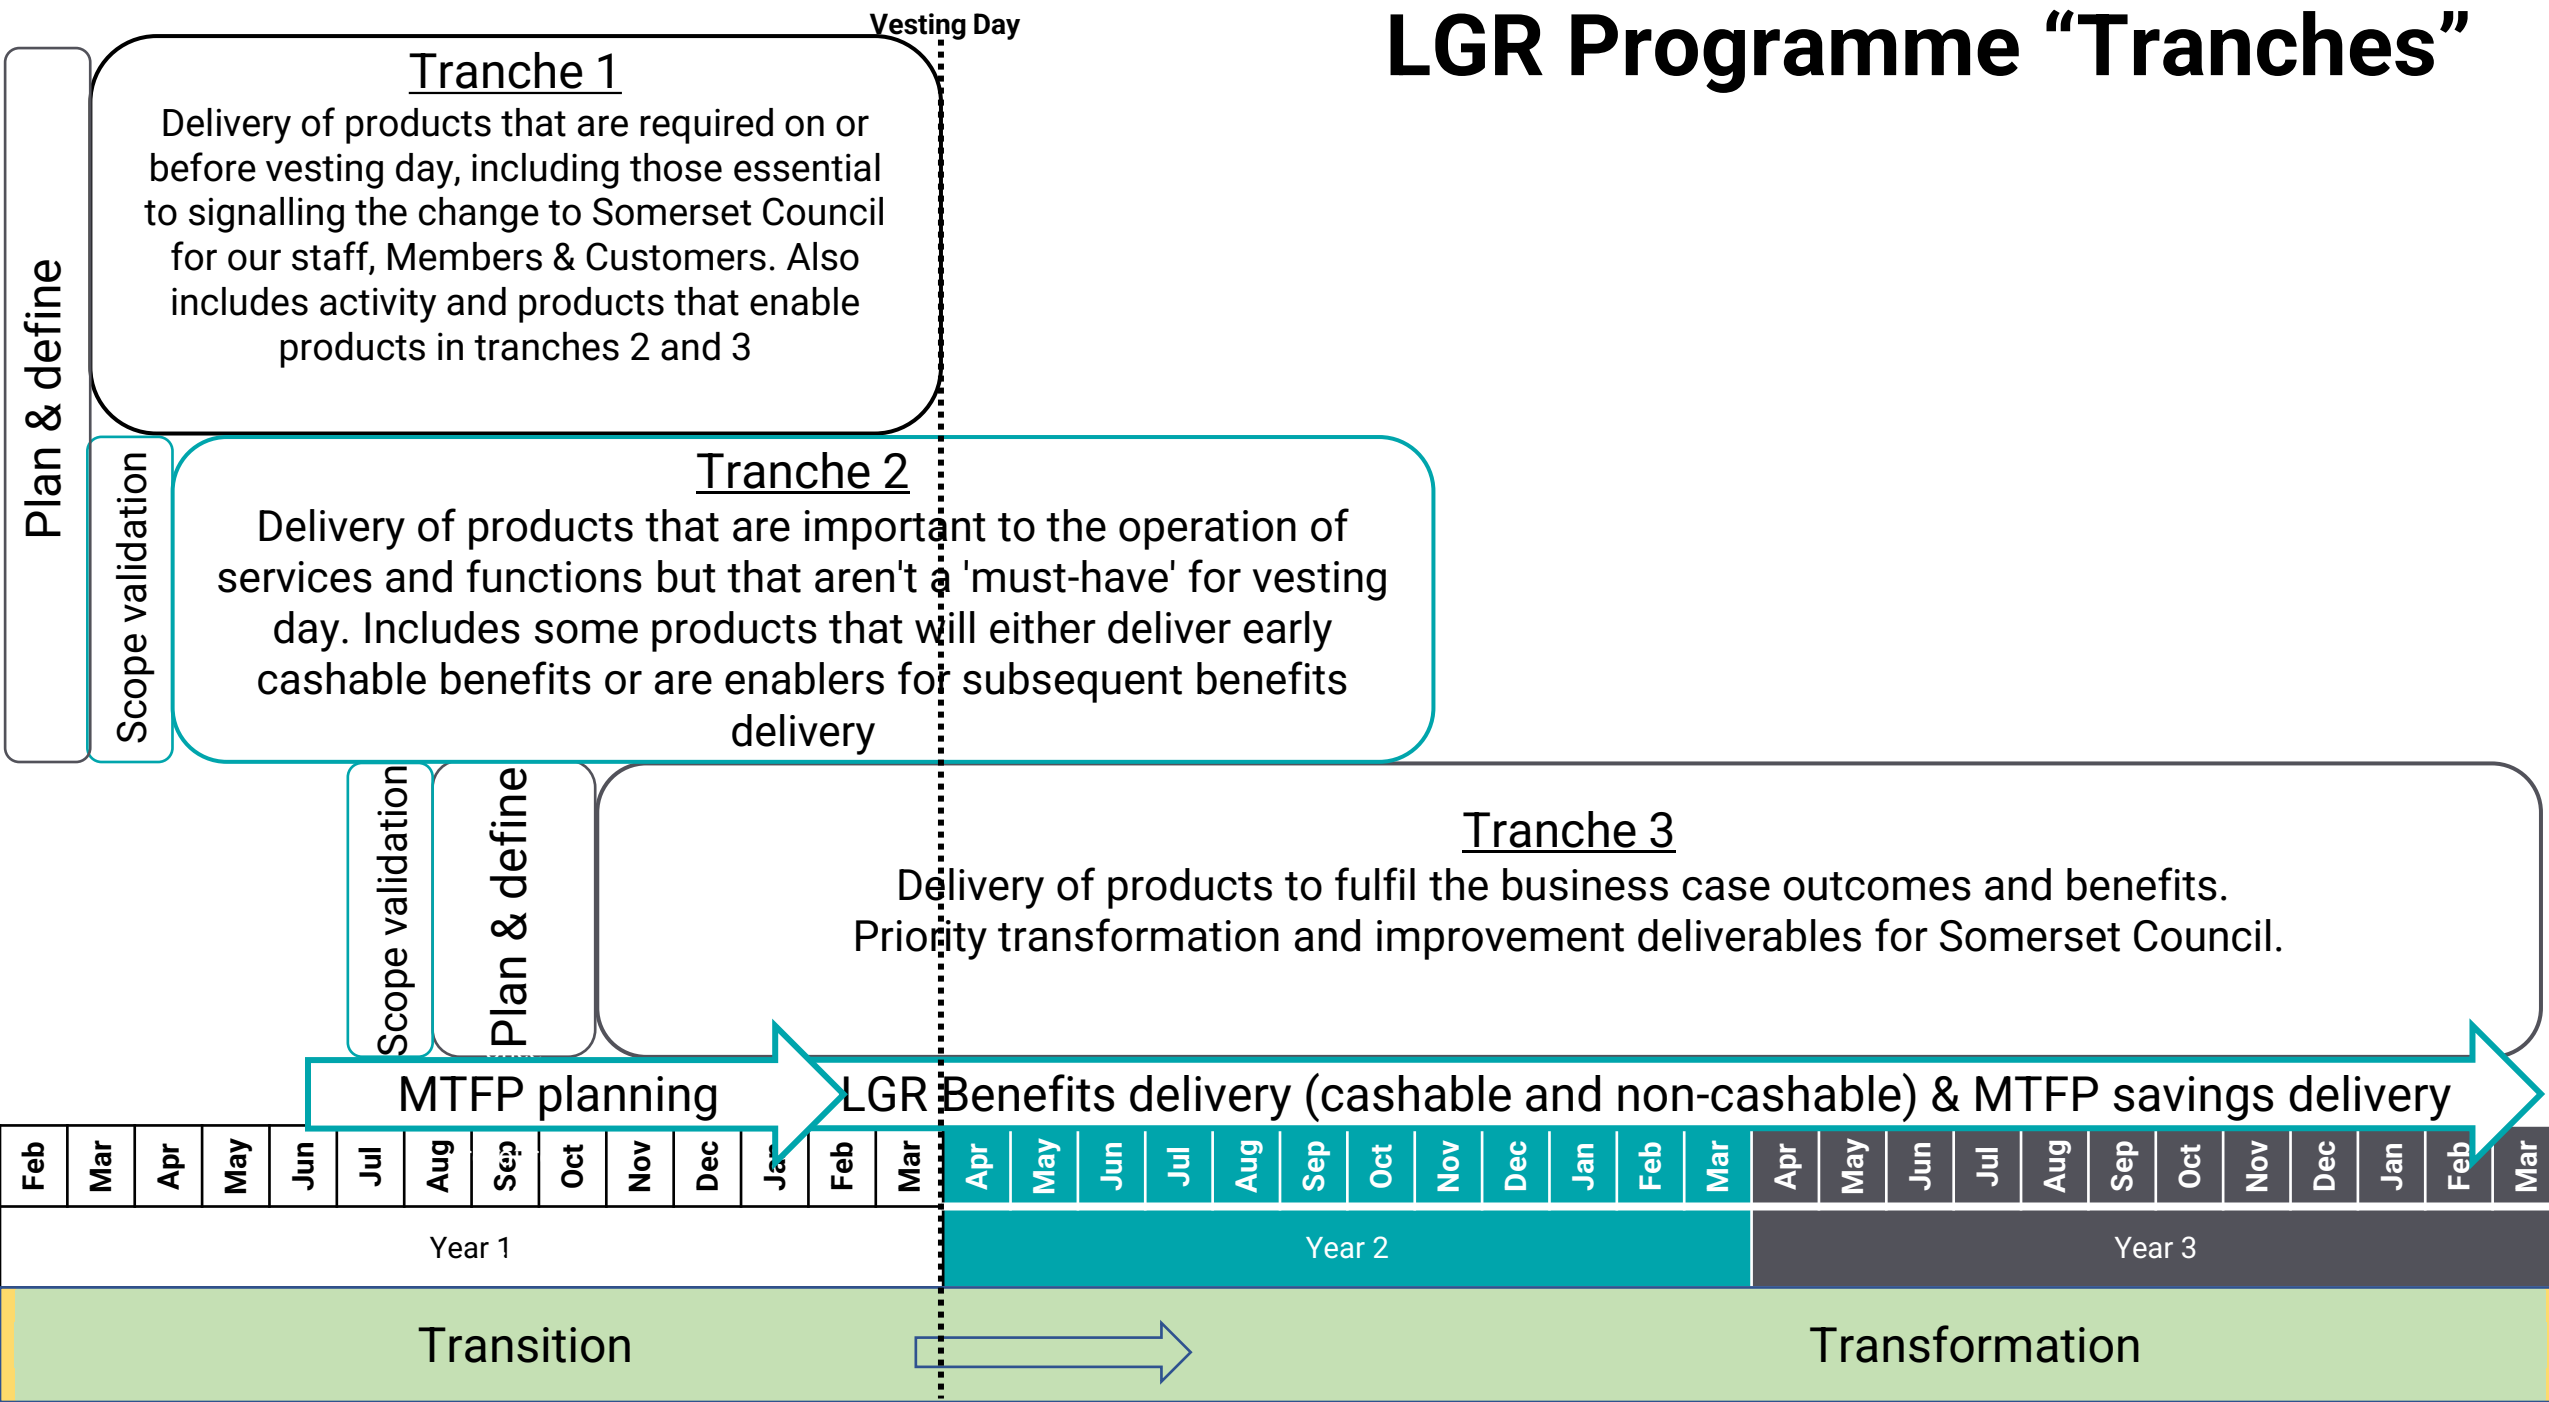 Vesting Day
LGR Programme “Tranches”
Plan & define
Tranche 1
Delivery of products that are required on or
before vesting day, including those essential
to signalling the change to Somerset Council
for our staff, Members & Customers. Also
includes activity and products that enable
products in tranches 2 and 3
Scope validation
Tranche 2
Delivery of products that are important to the operation of
services and functions but that aren't a 'must-have' for vesting
day. Includes some products that will either deliver early
cashable benefits or are enablers for subsequent benefits
delivery
Scope validation
Plan & define
Tranche 3
Delivery of products to fulfil the business case outcomes and benefits.
Priority transformation and improvement deliverables for Somerset Council.
MTFP planning
LGR Benefits delivery (cashable and non-cashable) & MTFP savings delivery
Feb Mar Apr May Jun Jul Aug Sep Oct Nov Dec Jan Feb Mar Apr May Jun Jul Aug Sep Oct Nov Dec Jan Feb Mar Apr May Jun Jul Aug Sep Oct Nov Dec Jan Feb Mar
Year 1
Year 2
Year 3
Transition
Transformation